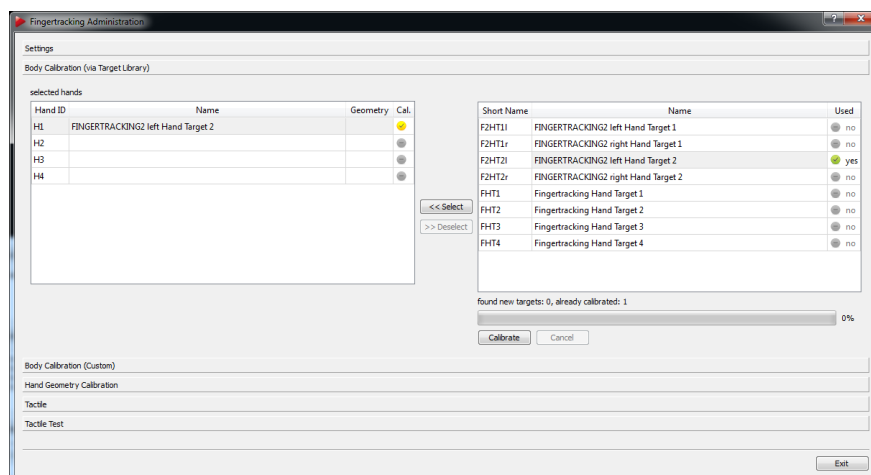 Fingertracking Administration
Settings
Body Calibration (via Target Library)
selected hands
Hand ID Name Geometry Cal.
H1 FINGERTRACKING2 left Hand Target 2
H2
H3
H4
<< Select
>> Deselect
Short Name Name Used
F2HT1l FINGERTRACKING2 left Hand Target 1 no
F2HT1r FINGERTRACKING2 right Hand Target 1 no
F2HT2l FINGERTRACKING2 left Hand Target 2 yes
F2HT2r FINGERTRACKING2 right Hand Target 2 no
FHT1 Fingertracking Hand Target 1 no
FHT2 Fingertracking Hand Target 2 no
FHT3 Fingertracking Hand Target 3 no
FHT4 Fingertracking Hand Target 4 no
found new targets: 0, already calibrated: 1
0%
Calibrate Cancel
Body Calibration (Custom)
Hand Geometry Calibration
Tactile
Tactile Test
Exit